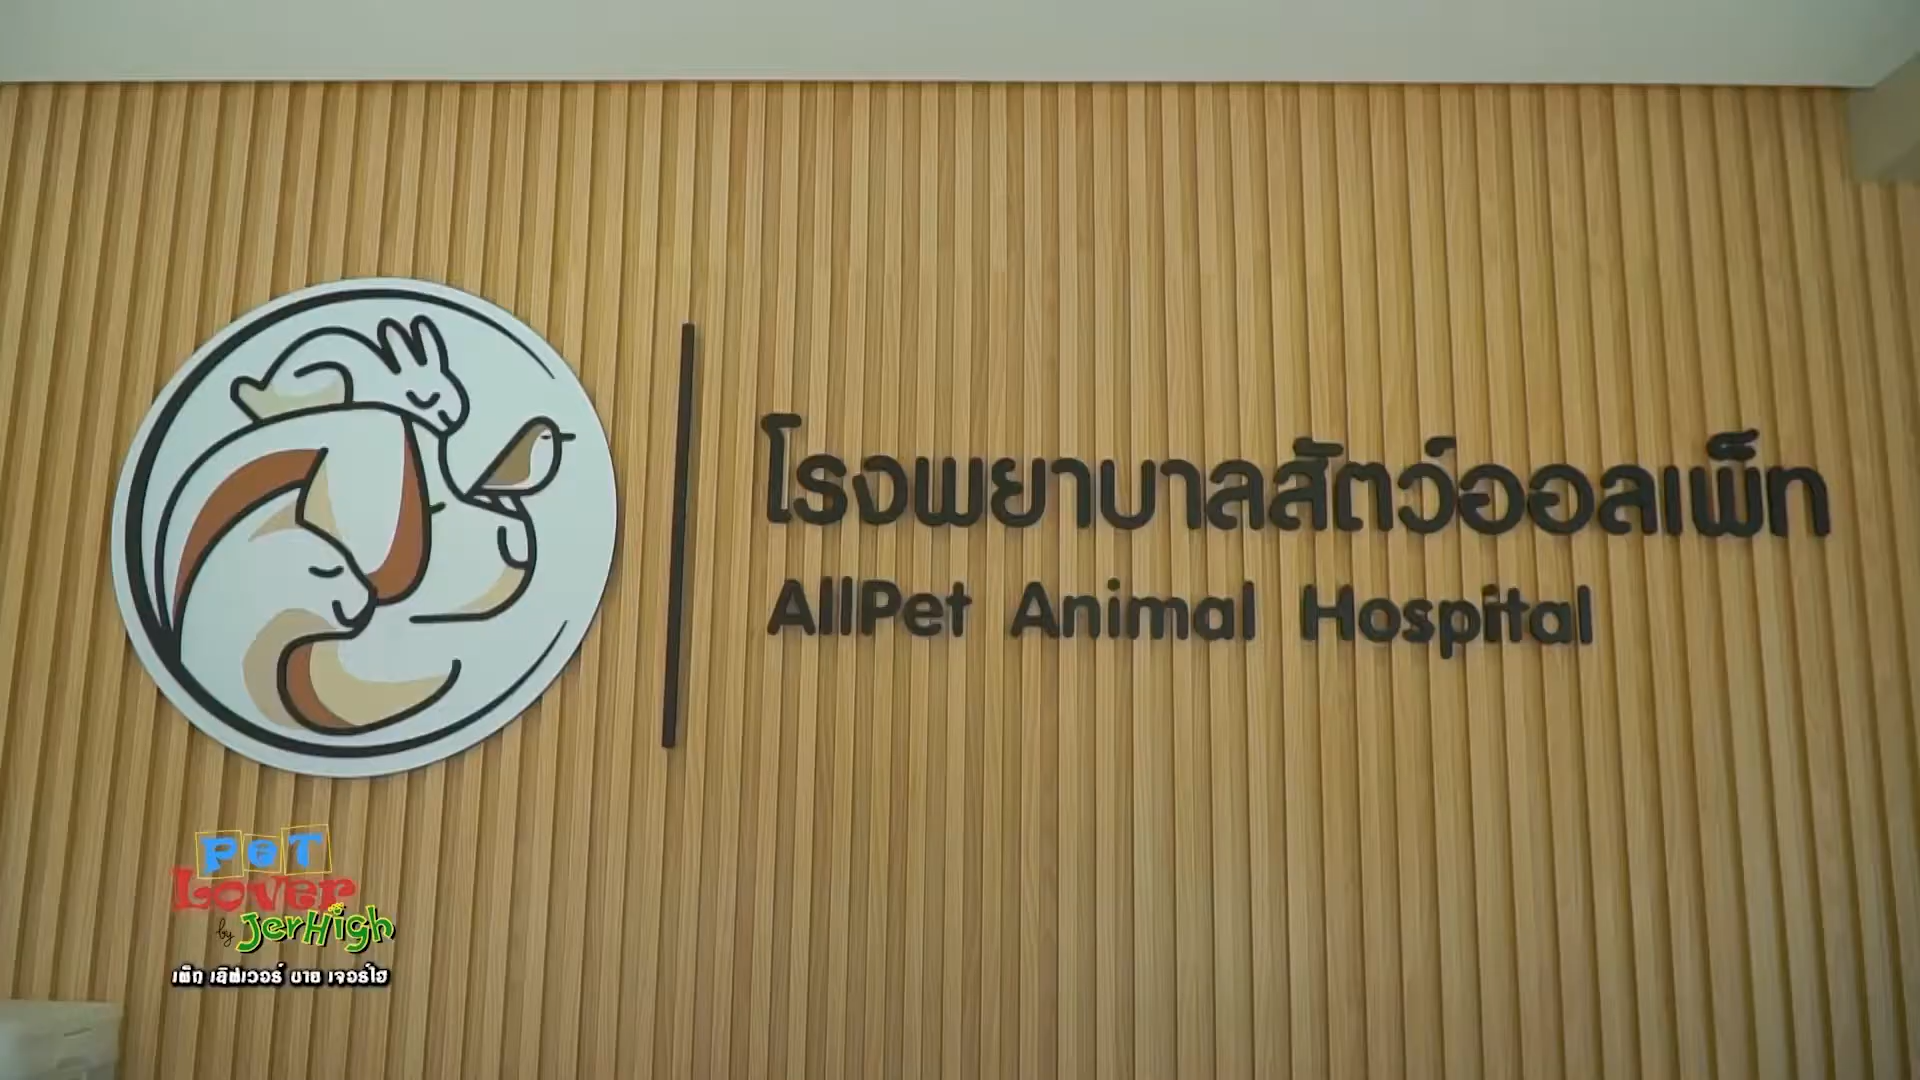 โรงพยาบาลสัตว์ออลเพ็ท
AllPet Animal Hospital
PeT
Lover
by JerHigh
เพ็ท เลิฟเวอร์ บาย เจอร์ไฮ